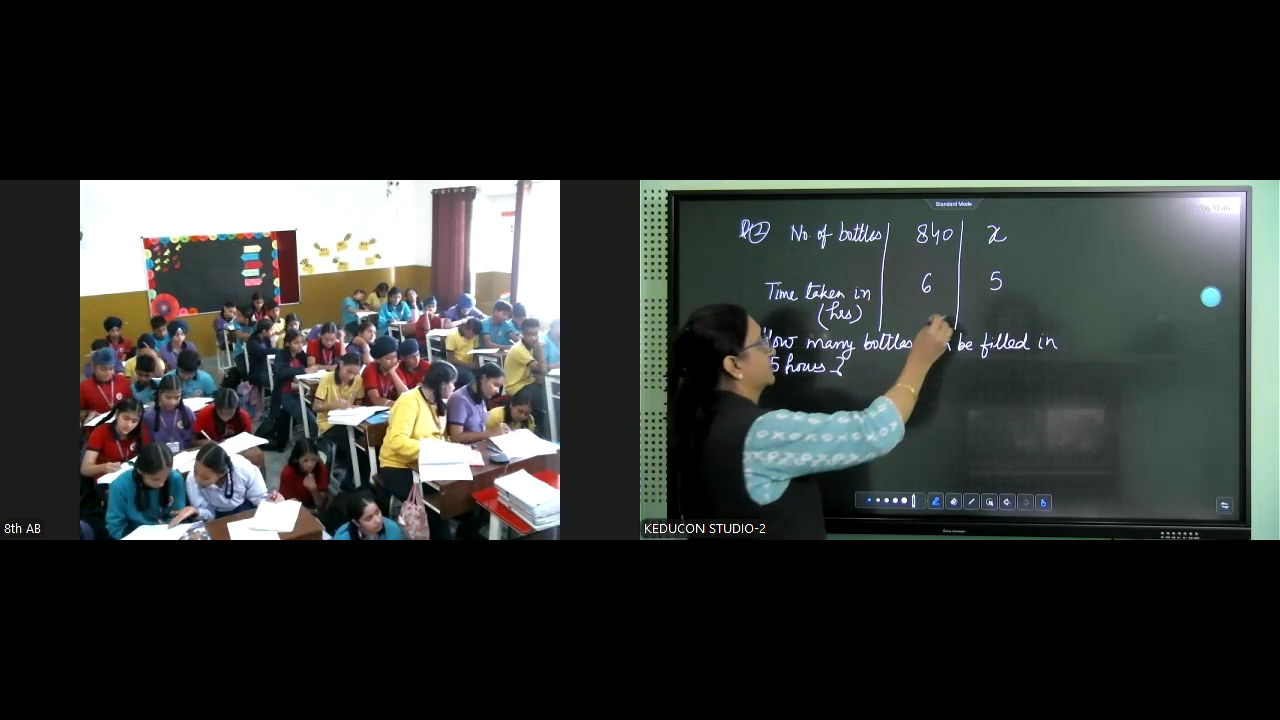 Standard Mode
Q② No. of bottles 840 x
Time taken in 6 5
(hrs)
How many bottles be filled in
5 hours -?
8th AB
KEDUCON STUDIO-2